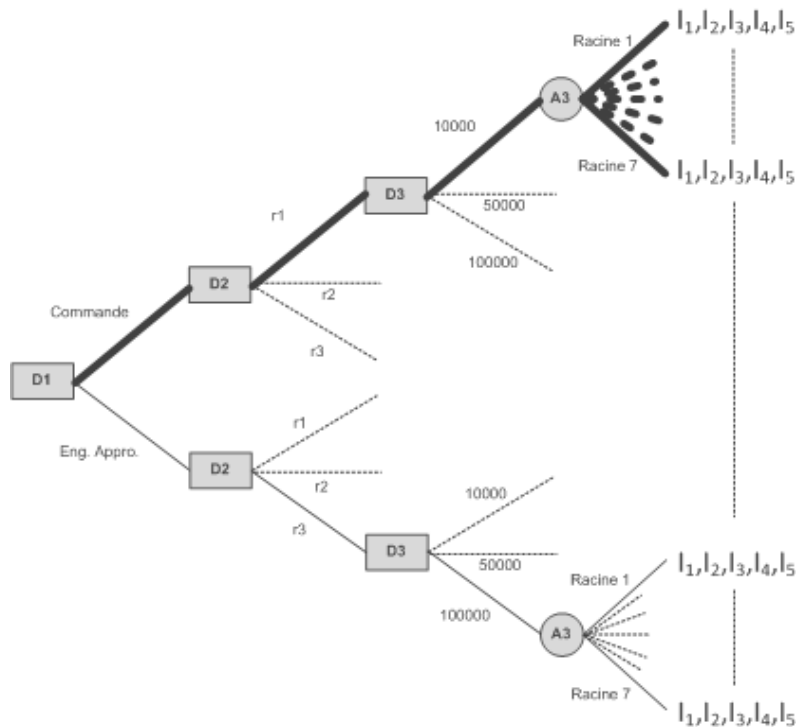 Racine 1
I₁,I₂,I₃,I₄,I₅
A3
10000
Racine 7
I₁,I₂,I₃,I₄,I₅
D3
50000
r1
100000
D2
r2
Commande
r3
D1
r1
Eng. Appro.
D2
r2
10000
r3
D3
50000
Racine 1
I₁,I₂,I₃,I₄,I₅
100000
A3
Racine 7
I₁,I₂,I₃,I₄,I₅